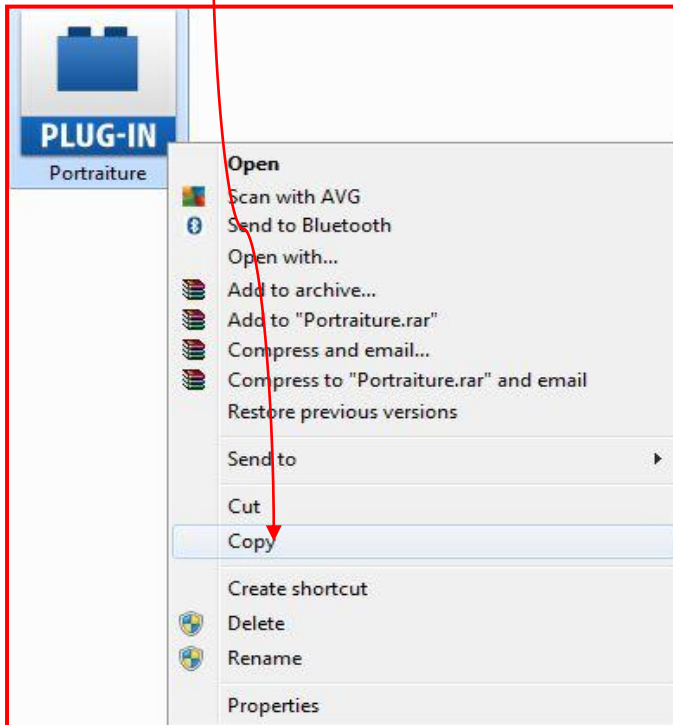 PLUG-IN
Portraiture
Open
Scan with AVG
Send to Bluetooth
Open with...
Add to archive...
Add to "Portraiture.rar"
Compress and email...
Compress to "Portraiture.rar" and email
Restore previous versions
Send to
Cut
Copy
Create shortcut
Delete
Rename
Properties